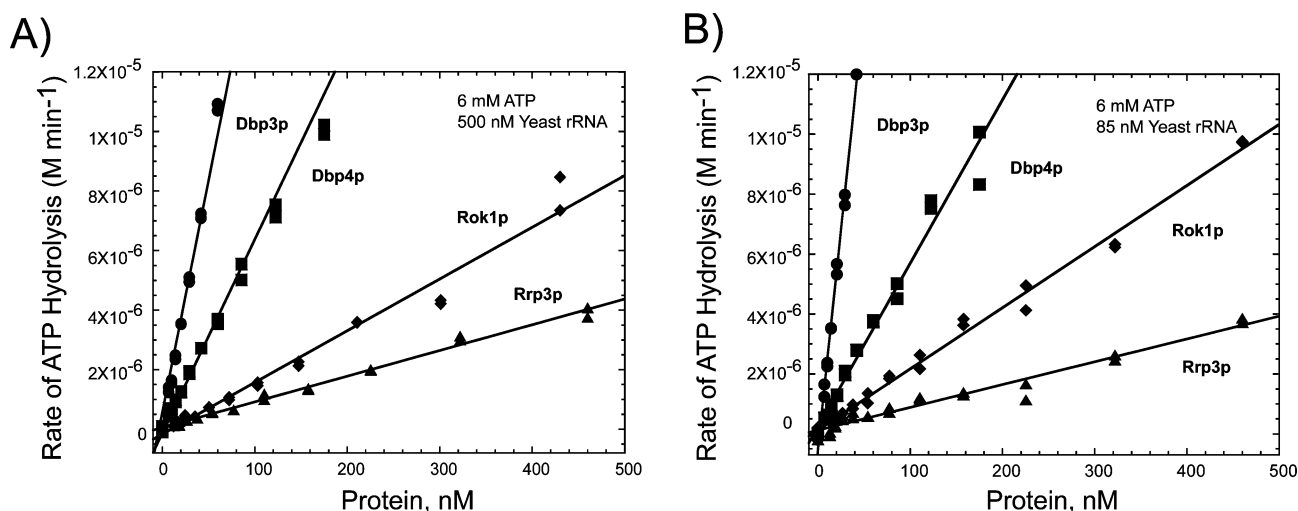 A)
Rate of ATP Hydrolysis (M min-1)
1.2X10-5
1X10-5
8X10-6
6X10-6
4X10-6
2X10-6
0
6 mM ATP
500 nM Yeast rRNA
Dbp3p
Dbp4p
Rok1p
Rrp3p
0 100 200 300 400 500
Protein, nM
B)
Rate of ATP Hydrolysis (M min-1)
1.2X10-5
1X10-5
8X10-6
6X10-6
4X10-6
2X10-6
0
6 mM ATP
85 nM Yeast rRNA
Dbp3p
Dbp4p
Rok1p
Rrp3p
0 100 200 300 400 500
Protein, nM